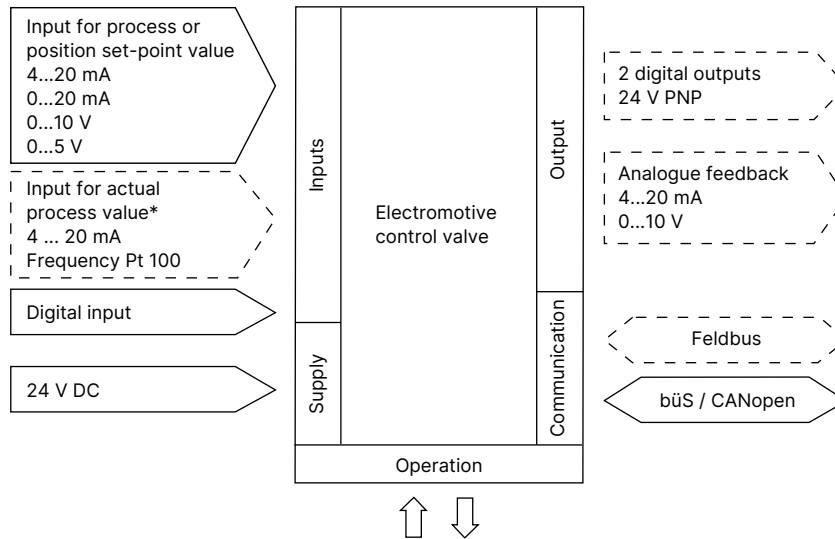 Input for process or
position set-point value
4...20 mA
0...20 mA
0...10 V
0...5 V
Input for actual
process value*
4 ... 20 mA
Frequency Pt 100
Digital input
24 V DC
Inputs
Supply
Electromotive
control valve
Output
Communication
Operation
2 digital outputs
24 V PNP
Analogue feedback
4...20 mA
0...10 V
Feldbus
büS / CANopen